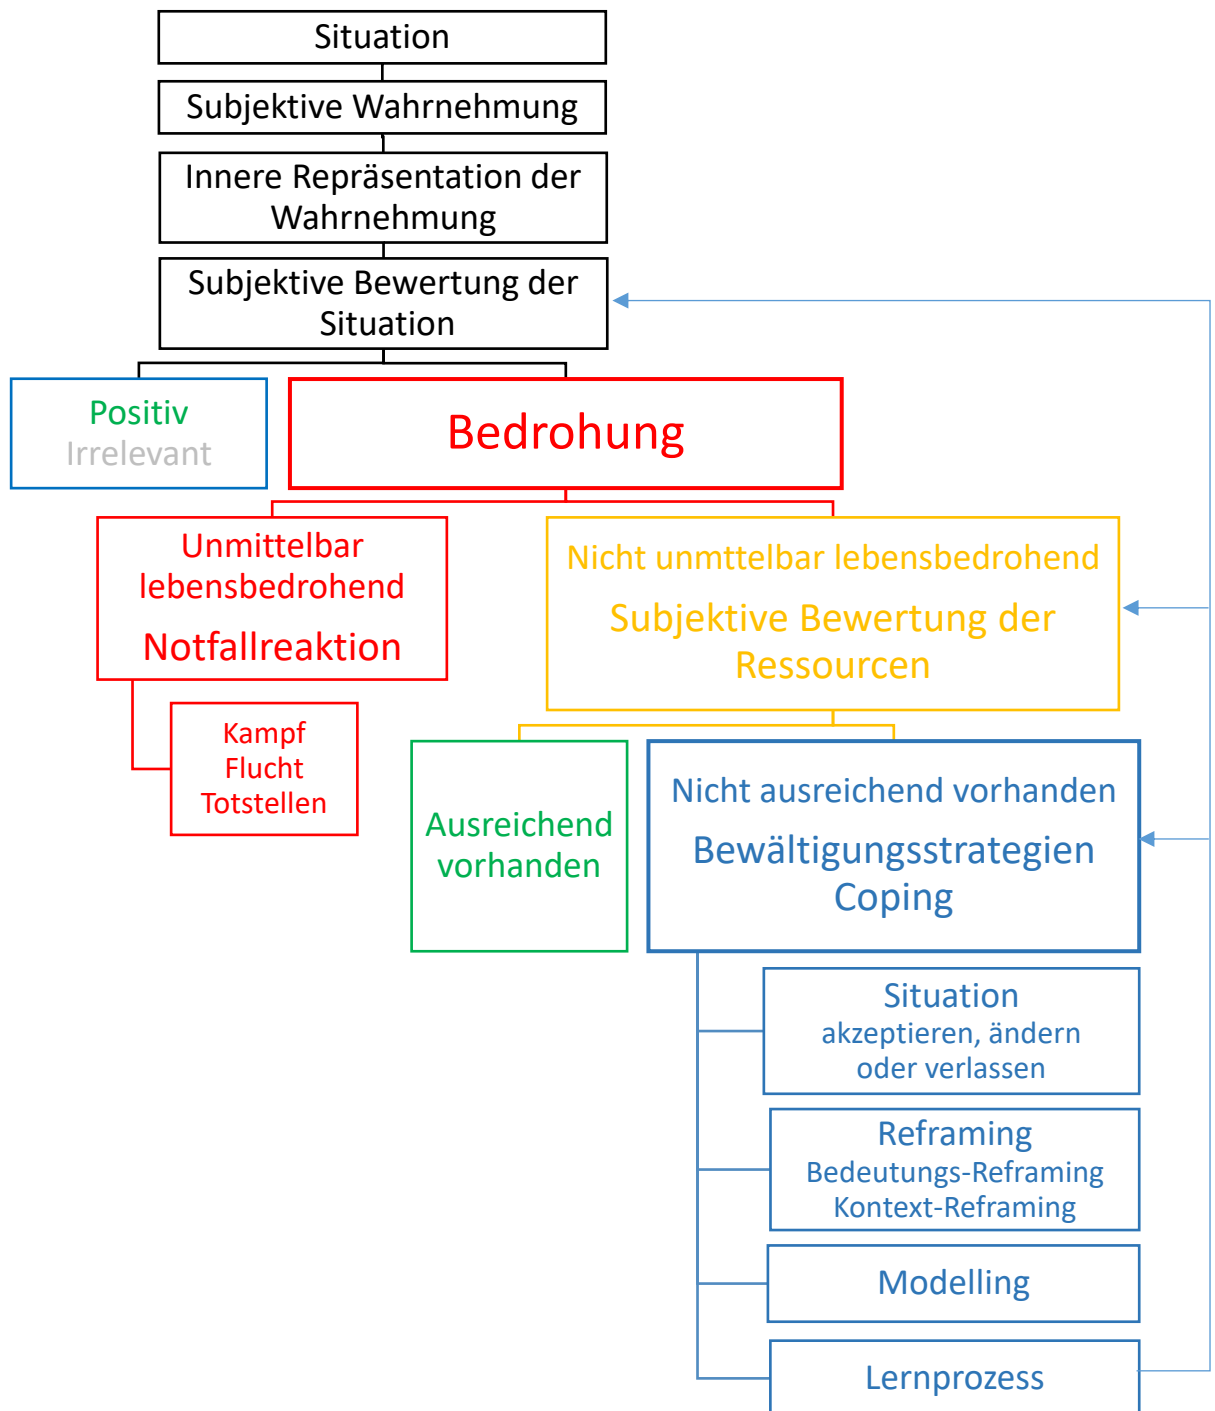 Situation
Subjektive Wahrnehmung
Innere Repräsentation der
Wahrnehmung
Subjektive Bewertung der
Situation
Positiv
Irrelevant
Bedrohung
Unmittelbar
lebensbedrohend
Notfallreaktion
Kampf
Flucht
Totstellen
Nicht unmttelbar lebensbedrohend
Subjektive Bewertung der
Ressourcen
Ausreichend
vorhanden
Nicht ausreichend vorhanden
Bewältigungsstrategien
Coping
Situation
akzeptieren, ändern
oder verlassen
Reframing
Bedeutungs-Reframing
Kontext-Reframing
Modelling
Lernprozess